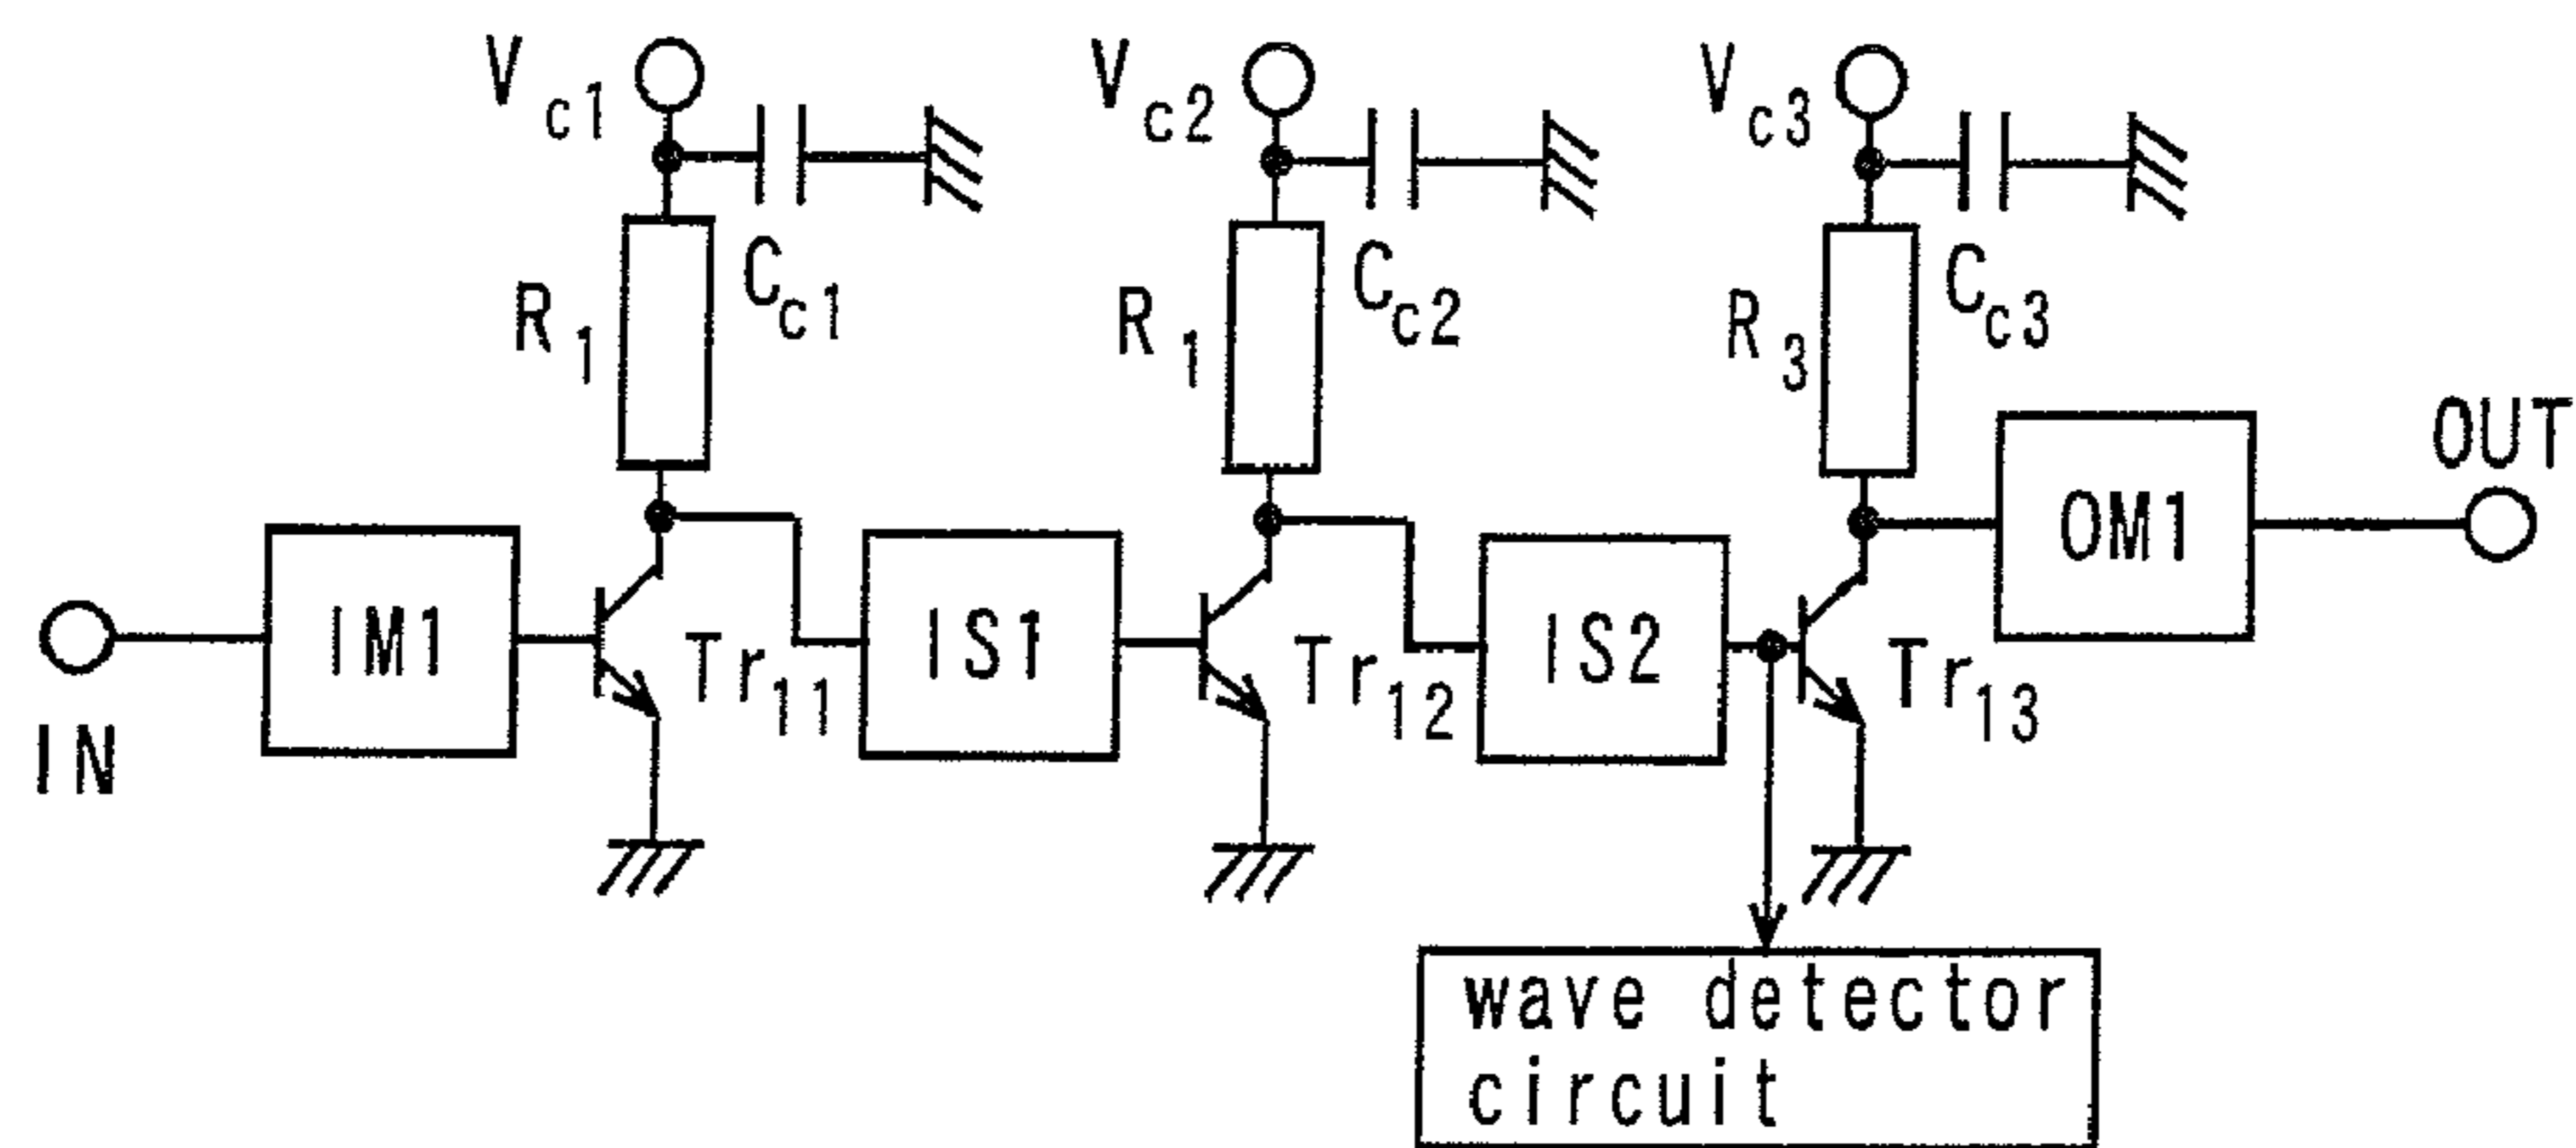 Vc1
Vc2
Vc3
Cc1
Cc2
Cc3
R1
R1
R3
OUT
OM1
IM1
IS1
IS2
Tr11
Tr12
Tr13
IN
wave detector
circuit